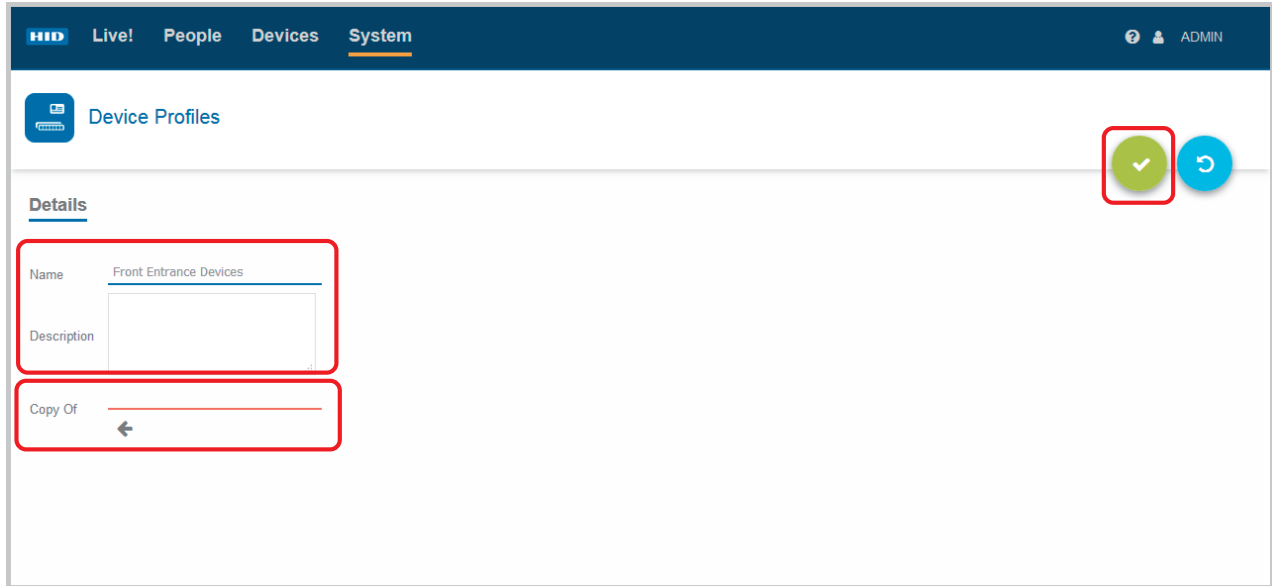 HID Live! People Devices System ADMIN
Device Profiles
Details
Name Front Entrance Devices
Description
Copy Of